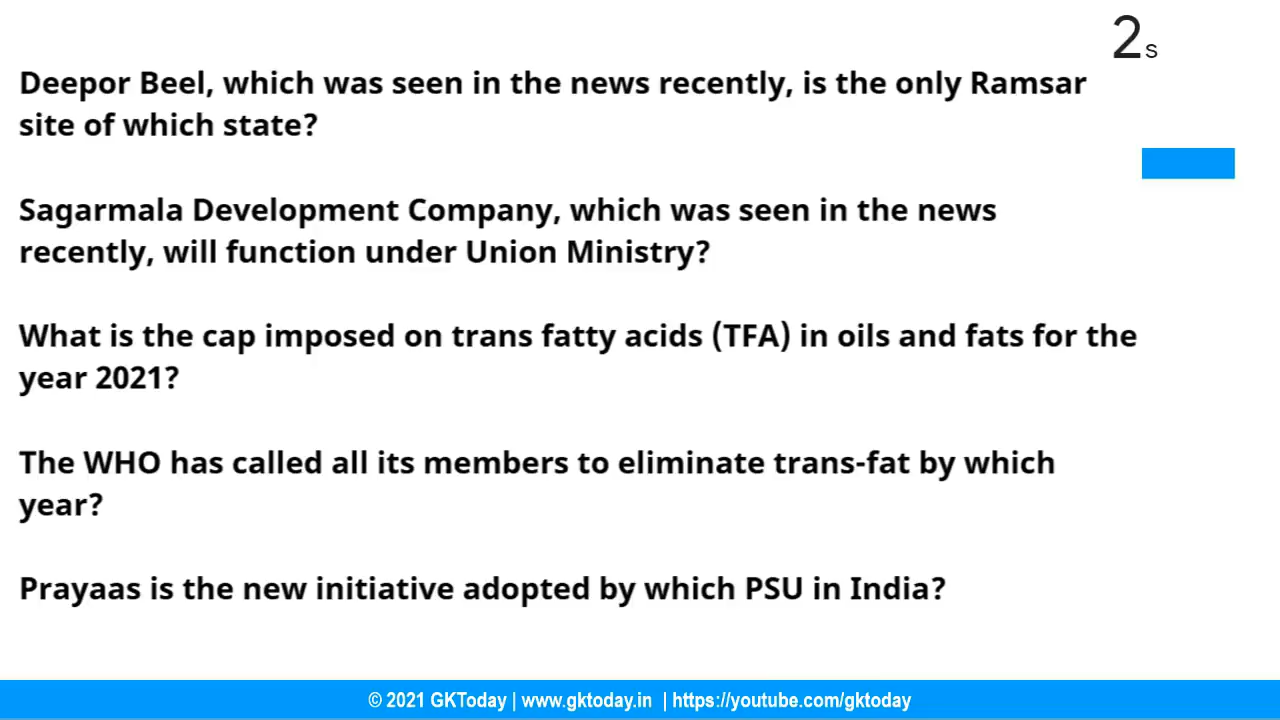 2s
Deepor Beel, which was seen in the news recently, is the only Ramsar
site of which state?
Sagarmala Development Company, which was seen in the news
recently, will function under Union Ministry?
What is the cap imposed on trans fatty acids (TFA) in oils and fats for the
year 2021?
The WHO has called all its members to eliminate trans-fat by which
year?
Prayaas is the new initiative adopted by which PSU in India?
© 2021 GKToday | www.gktoday.in | https://youtube.com/gktoday